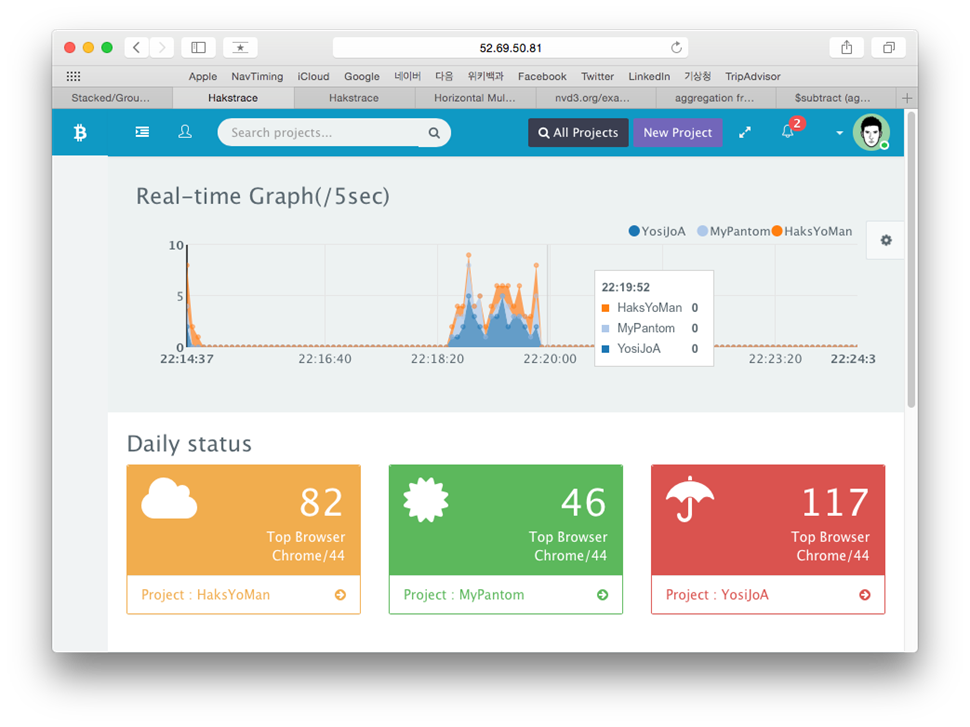 52.69.50.81
Apple NavTiming iCloud Google 네이버 다음 위키백과 Facebook Twitter LinkedIn 기상청 TripAdvisor
Stacked/Grou... Hakstrace Hakstrace Horizontal Mul... nvd3.org/exa... aggregation fr... $subtract (ag...
Search projects... All Projects New Project 2
Real-time Graph(/5sec)
YosiJoA MyPantom HaksYoMan
10
5
0
22:19:52
HaksYoMan 0
MyPantom 0
YosiJoA 0
22:14:37 22:16:40 22:18:20 22:20:00 22:23:20 22:24:3
Daily status
82
Top Browser
Chrome/44
Project : HaksYoMan
46
Top Browser
Chrome/44
Project : MyPantom
117
Top Browser
Chrome/44
Project : YosiJoA